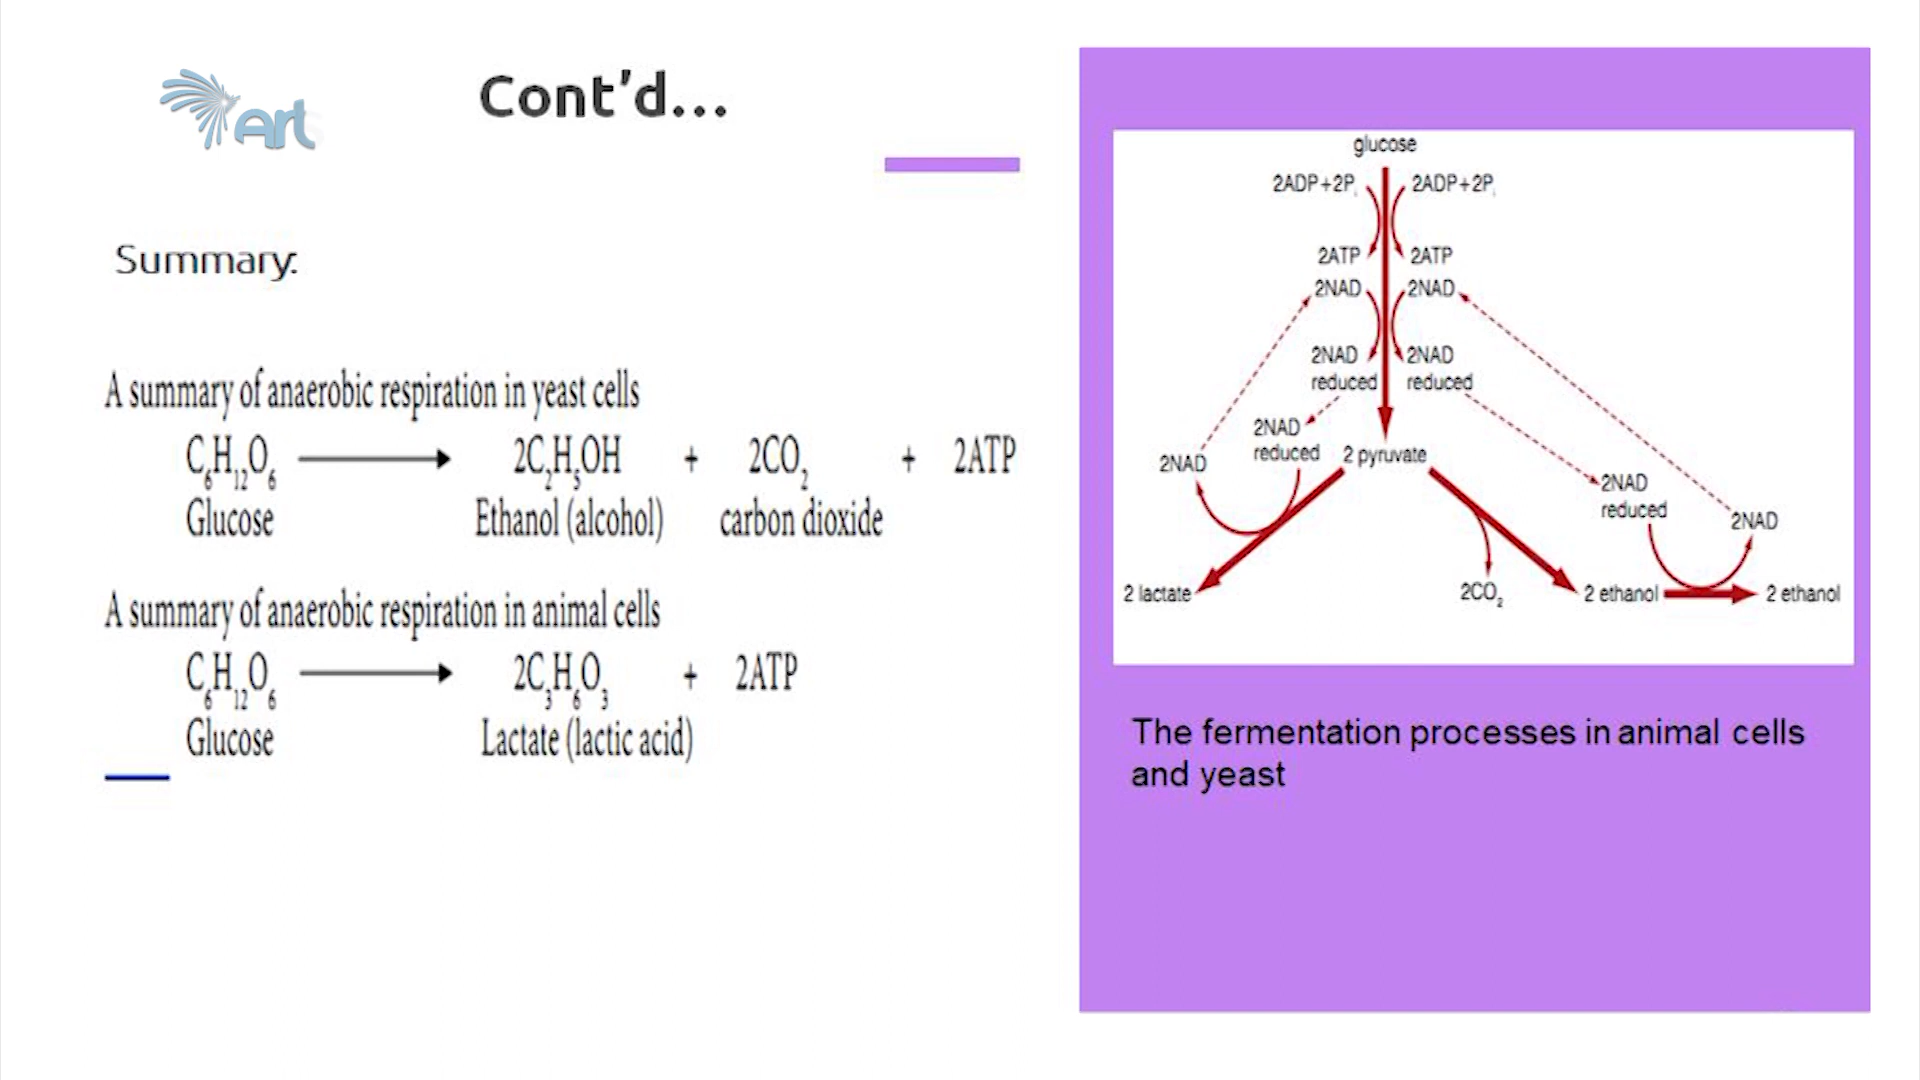 Arts
Cont'd...
Summary:
A summary of anaerobic respiration in yeast cells
C₆H₁₂O₆ → 2C₂H₅OH + 2CO₂ + 2ATP
Glucose Ethanol (alcohol) carbon dioxide
A summary of anaerobic respiration in animal cells
C₆H₁₂O₆ → 2C₃H₆O₃ + 2ATP
Glucose Lactate (lactic acid)
glucose
2ADP+2Pᵢ 2ADP+2Pᵢ
2ATP 2ATP
2NAD 2NAD
2NAD 2NAD
reduced reduced
2NAD
reduced
2NAD
2 pyruvate
2NAD
reduced
2NAD
2 lactate
2CO₂
2 ethanol
2 ethanol
The fermentation processes in animal cells
and yeast